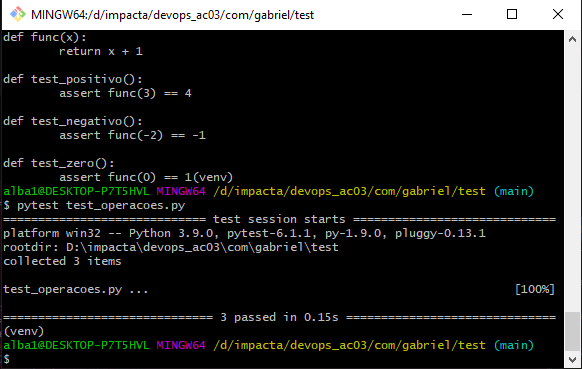 MINGW64:/d/impacta/devops_ac03/com/gabriel/test
def func(x):
        return x + 1

def test_positivo():
        assert func(3) == 4

def test_negativo():
        assert func(-2) == -1

def test_zero():
        assert func(0) == 1(venv)
alba1@DESKTOP-P7T5HVL MINGW64 /d/impacta/devops_ac03/com/gabriel/test (main)
$ pytest test_operacoes.py
============================= test session starts =============================
platform win32 -- Python 3.9.0, pytest-6.1.1, py-1.9.0, pluggy-0.13.1
rootdir: D:\impacta\devops_ac03\com\gabriel\test
collected 3 items

test_operacoes.py ...                                                    [100%]

============================== 3 passed in 0.15s ==============================
(venv)
alba1@DESKTOP-P7T5HVL MINGW64 /d/impacta/devops_ac03/com/gabriel/test (main)
$